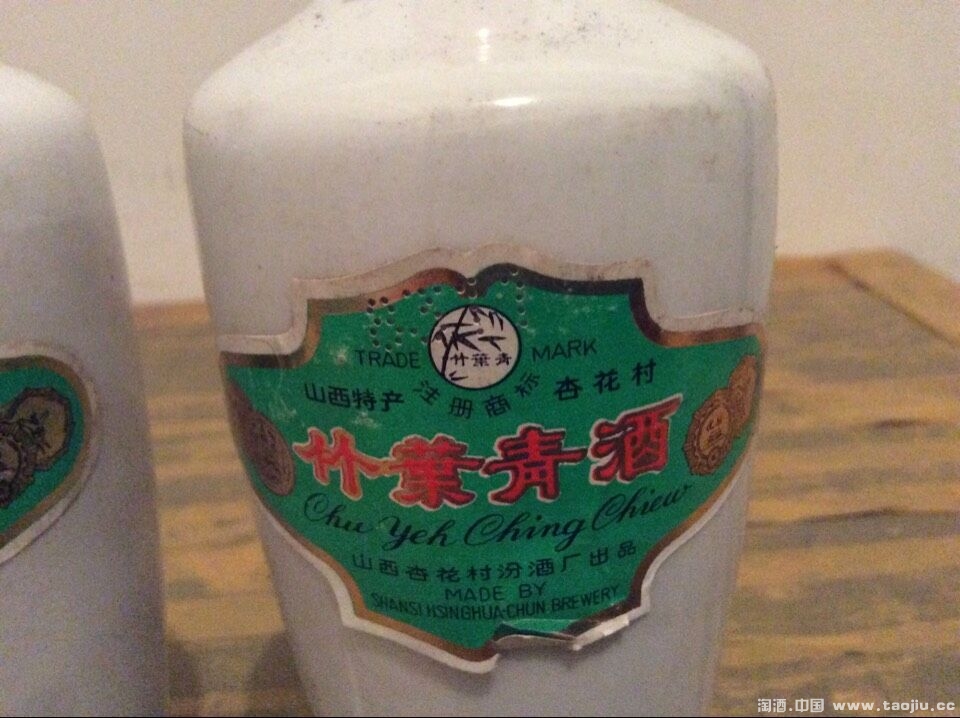 竹葉青
TRADE MARK
山西特产 注册商标 杏花村
竹葉青酒
Chu Yeh Ching Chiew
山西杏花村汾酒厂出品
MADE BY
SHANSI HSINGHUA-CHUN BREWERY
淘酒.中国 www.taojiu.cc